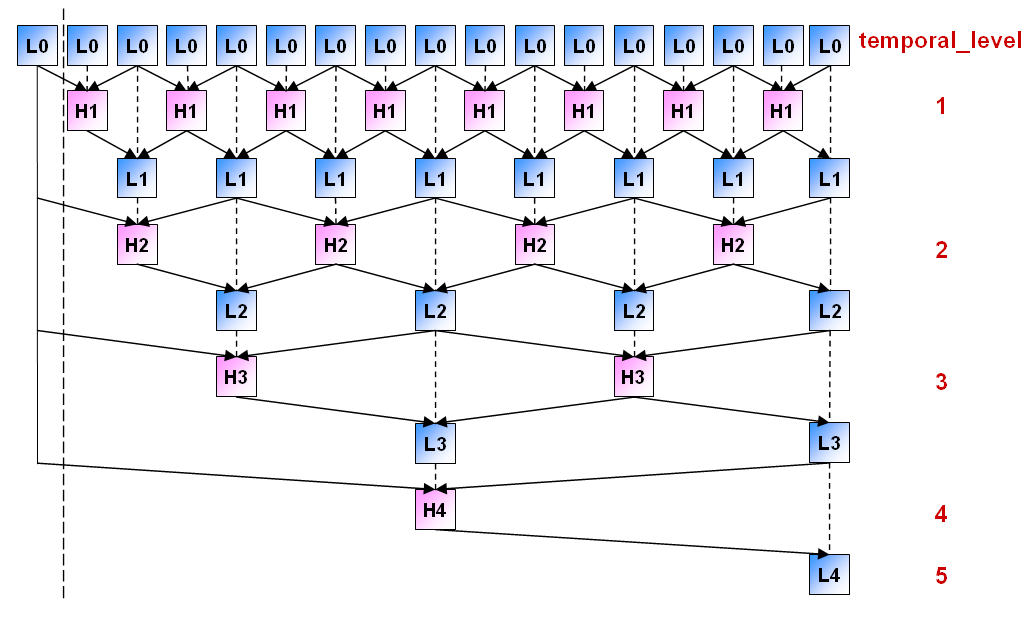 L0 L0 L0 L0 L0 L0 L0 L0 L0 L0 L0 L0 L0 L0 L0 L0 L0 temporal_level
H1 H1 H1 H1 H1 H1 H1 H1 1
L1 L1 L1 L1 L1 L1 L1 L1
H2 H2 H2 H2 2
L2 L2 L2 L2
H3 H3 3
L3 L3
H4 4
L4 5